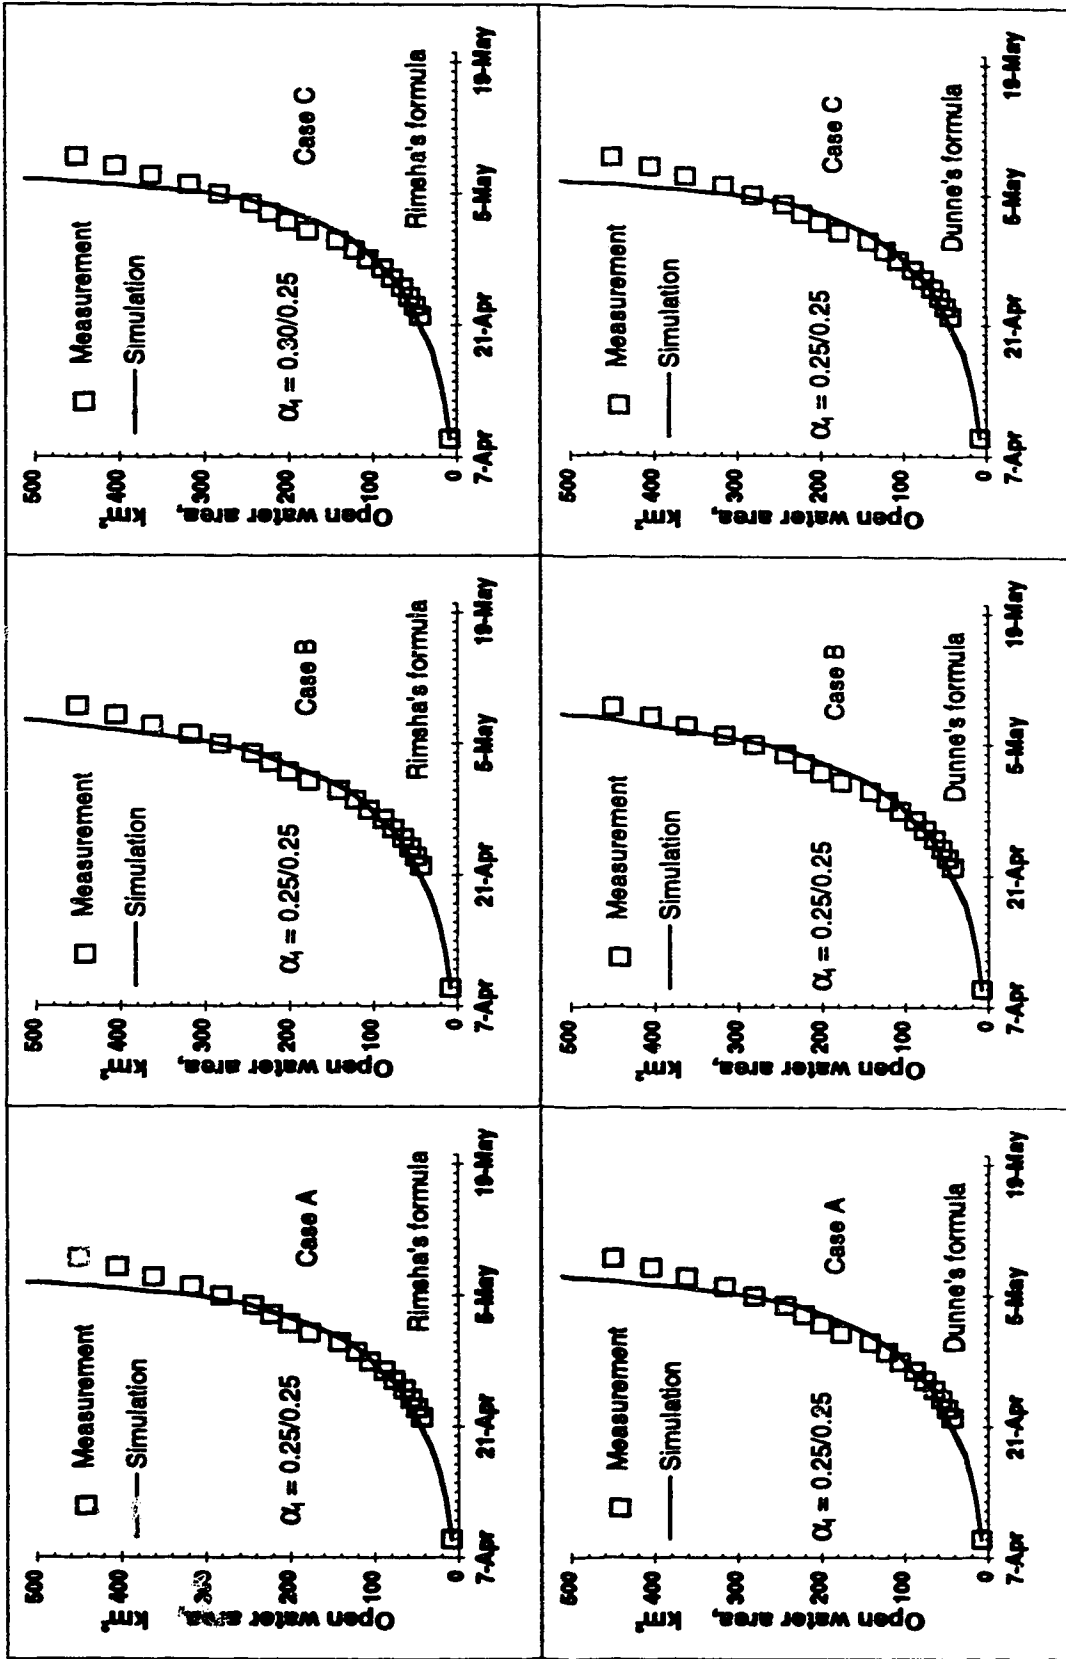 500
400
300
200
100
0
Open water area,
km²
Measurement
Simulation
α₁ = 0.25/0.25
Case A
Rimsha's formula
7-Apr
21-Apr
5-May
19-May
500
400
300
200
100
0
Open water area,
km²
Measurement
Simulation
α₁ = 0.25/0.25
Case B
Rimsha's formula
7-Apr
21-Apr
5-May
19-May
500
400
300
200
100
0
Open water area,
km²
Measurement
Simulation
α₁ = 0.30/0.25
Case C
Rimsha's formula
7-Apr
21-Apr
5-May
19-May
500
400
300
200
100
0
Open water area,
km²
Measurement
Simulation
α₁ = 0.25/0.25
Case A
Dunne's formula
7-Apr
21-Apr
5-May
19-May
500
400
300
200
100
0
Open water area,
km²
Measurement
Simulation
α₁ = 0.25/0.25
Case B
Dunne's formula
7-Apr
21-Apr
5-May
19-May
500
400
300
200
100
0
Open water area,
km²
Measurement
Simulation
α₁ = 0.25/0.25
Case C
Dunne's formula
7-Apr
21-Apr
5-May
19-May